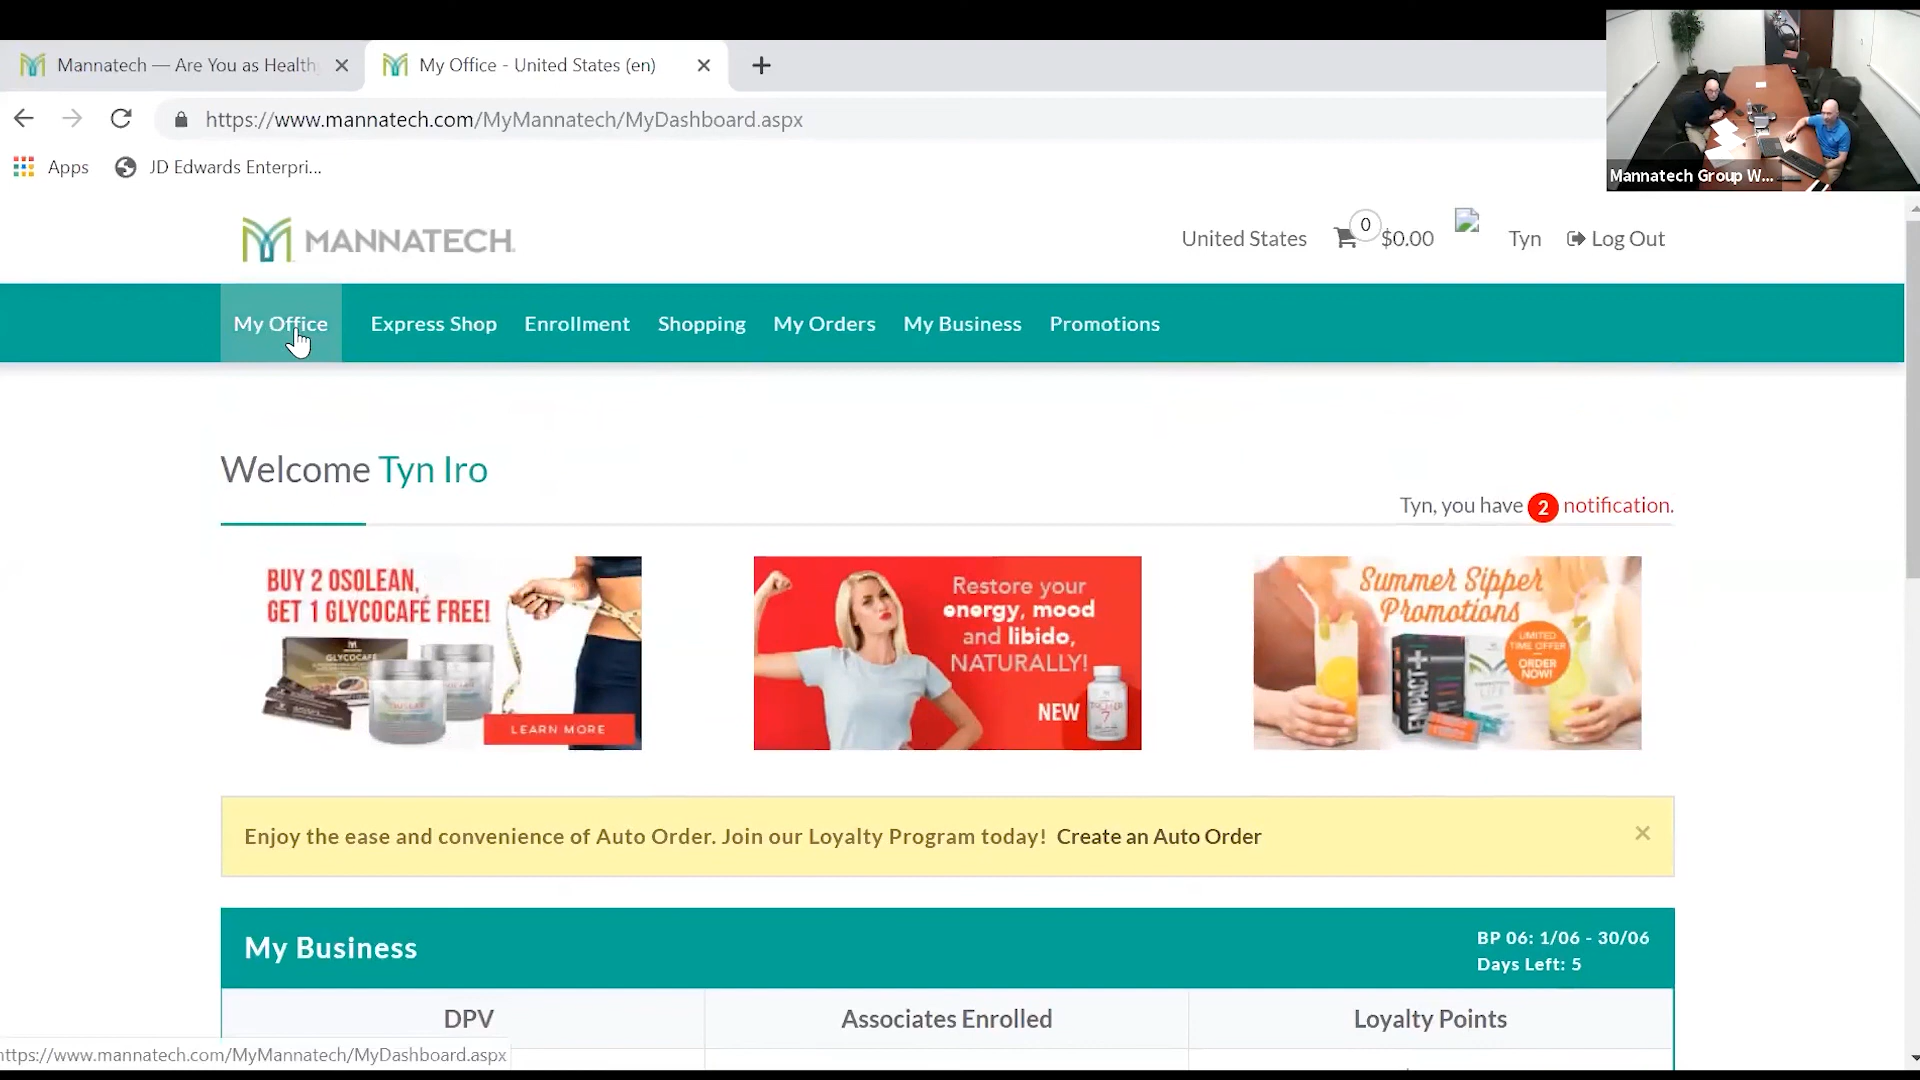 Mannatech — Are You as Health
My Office - United States (en)
https://www.mannatech.com/MyMannatech/MyDashboard.aspx
Apps
JD Edwards Enterpri...
Mannatech Group W...
MANNATECH
United States
0
$0.00
Tyn
Log Out
My Office
Express Shop
Enrollment
Shopping
My Orders
My Business
Promotions
Welcome Tyn Iro
Tyn, you have 2 notification.
BUY 2 OSOLEAN,
GET 1 GLYCOCAFÉ FREE!
GLYCOCAFÉ
LEARN MORE
Restore your
energy, mood
and libido,
NATURALLY!
NEW
7
Summer Sipper
Promotions
LIMITED
TIME OFFER
ORDER
NOW!
EMPACT+
LIFE
Enjoy the ease and convenience of Auto Order. Join our Loyalty Program today! Create an Auto Order
My Business
BP 06: 1/06 - 30/06
Days Left: 5
DPV
Associates Enrolled
Loyalty Points
ttps://www.mannatech.com/MyMannatech/MyDashboard.aspx